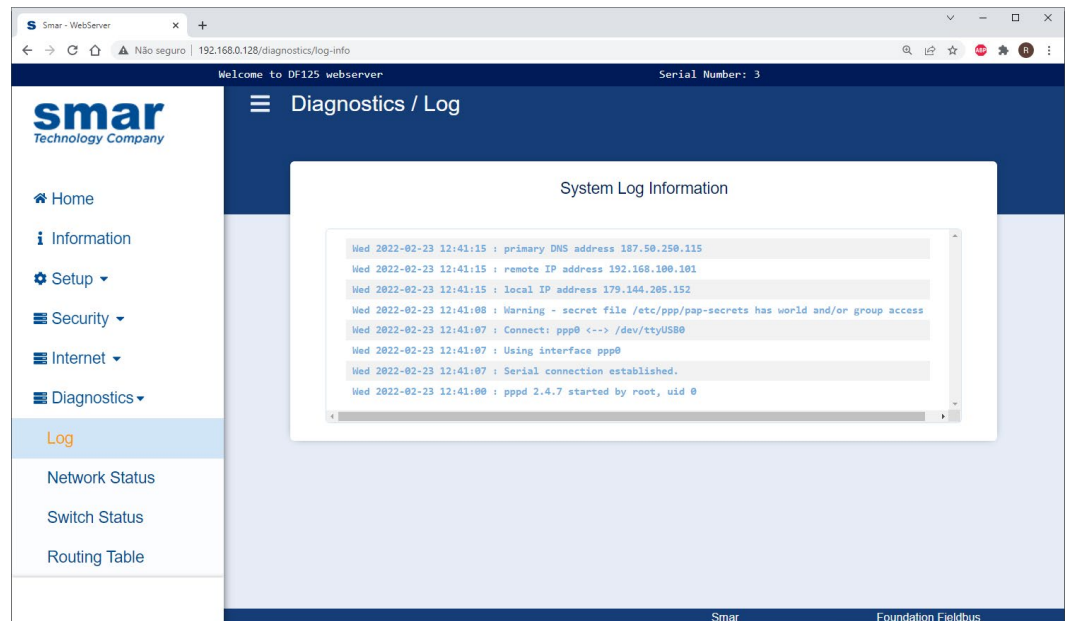 S Smar - WebServer
Não seguro | 192.168.0.128/diagnostics/log-info
ABP
R
Welcome to DF125 webserver Serial Number: 3
smar
Technology Company
Diagnostics / Log
Home
Information
Setup
Security
Internet
Diagnostics
Log
Network Status
Switch Status
Routing Table
System Log Information
Wed 2022-02-23 12:41:15 : primary DNS address 187.50.250.115
Wed 2022-02-23 12:41:15 : remote IP address 192.168.100.101
Wed 2022-02-23 12:41:15 : local IP address 179.144.205.152
Wed 2022-02-23 12:41:08 : Warning - secret file /etc/ppp/pap-secrets has world and/or group access
Wed 2022-02-23 12:41:07 : Connect: ppp0 <--> /dev/ttyUSB0
Wed 2022-02-23 12:41:07 : Using interface ppp0
Wed 2022-02-23 12:41:07 : Serial connection established.
Wed 2022-02-23 12:41:00 : pppd 2.4.7 started by root, uid 0
Smar Foundation Fieldbus